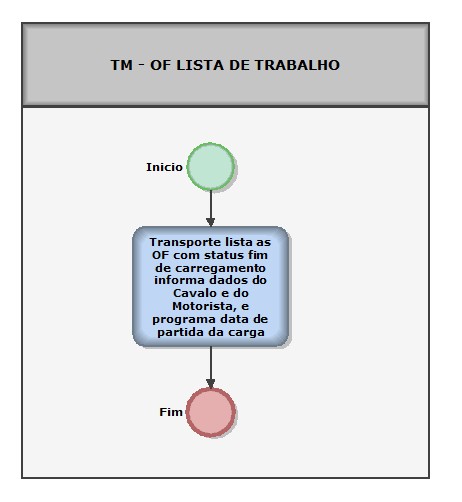 TM - OF LISTA DE TRABALHO
Inicio
Transporte lista as
OF com status fim
de carregamento
informa dados do
Cavalo e do
Motorista, e
programa data de
partida da carga
Fim